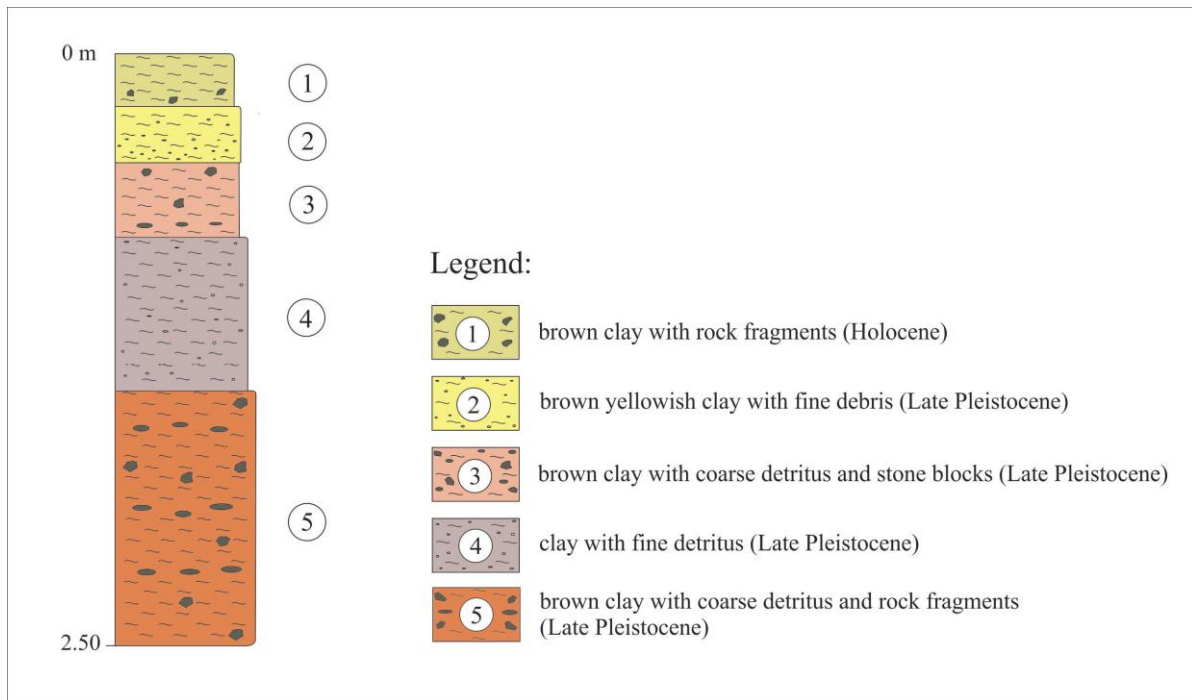 0 m
1
2
3
4
5
2.50
Legend:
1 brown clay with rock fragments (Holocene)
2 brown yellowish clay with fine debris (Late Pleistocene)
3 brown clay with coarse detritus and stone blocks (Late Pleistocene)
4 clay with fine detritus (Late Pleistocene)
5 brown clay with coarse detritus and rock fragments
(Late Pleistocene)